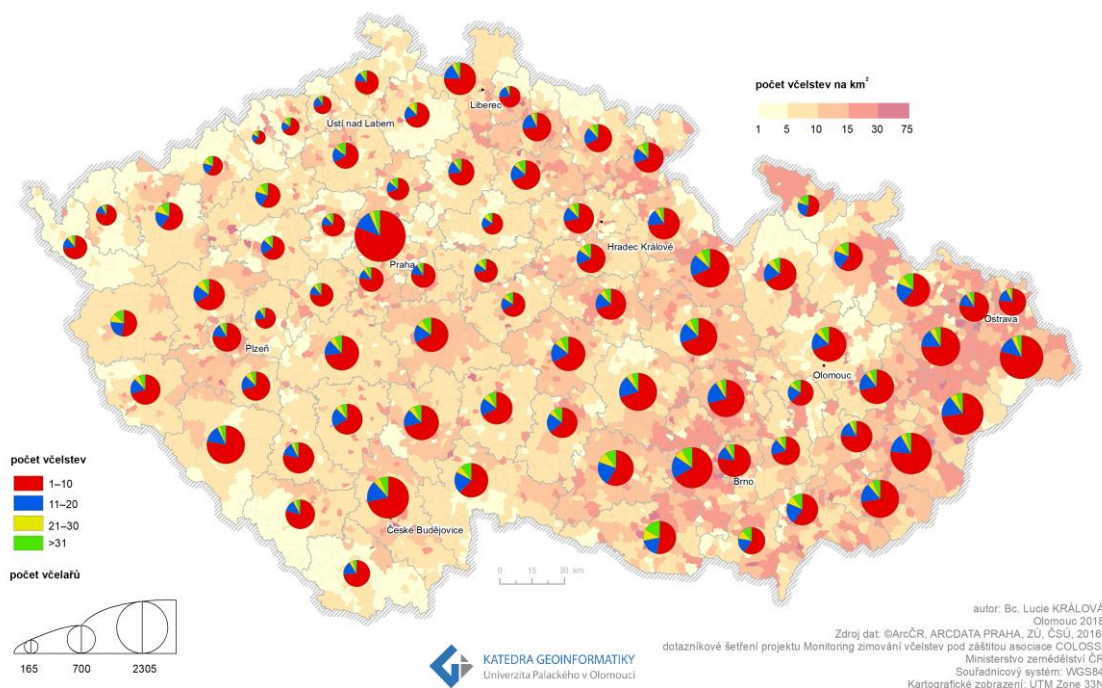 počet včelstev na km²
1 5 10 15 30 75
Liberec
Ústí nad Labem
Praha
Hradec Králové
Plzeň
Ostrava
Olomouc
Brno
České Budějovice
počet včelstev
1–10
11–20
21–30
>31
počet včelařů
165 700 2305
0 15 30 km
KATEDRA GEOINFORMATIKY
Univerzita Palackého v Olomouci
autor: Bc. Lucie KRÁLOVÁ
Olomouc 2018
Zdroj dat: ©ArcČR, ARCDATA PRAHA, ZÚ, ČSÚ, 2016
dotazníkové šetření projektu Monitoring zimování včelstev pod záštitou asociace COLOSS
Ministerstvo zemědělství ČR
Souřadnicový systém: WGS84
Kartografické zobrazení: UTM Zone 33N